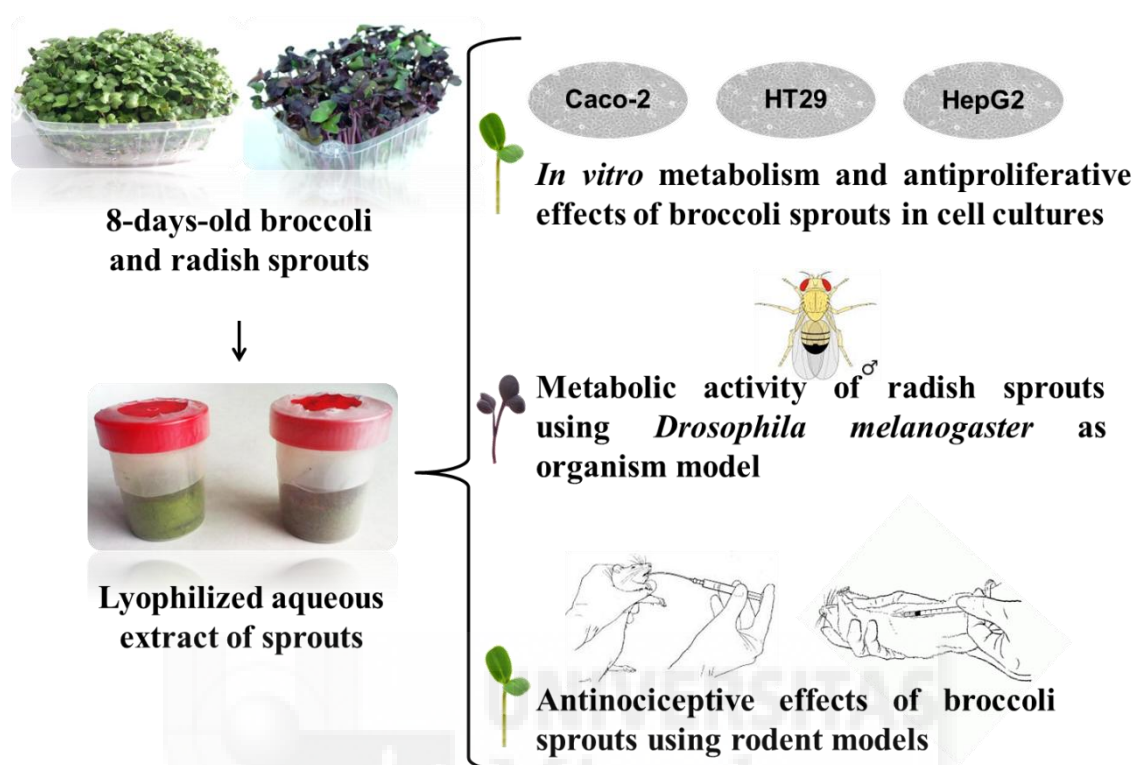 8-days-old broccoli
and radish sprouts
Lyophilized aqueous
extract of sprouts
Caco-2
HT29
HepG2
In vitro metabolism and antiproliferative
effects of broccoli sprouts in cell cultures
♂
Metabolic activity of radish sprouts
using Drosophila melanogaster as
organism model
Antinociceptive effects of broccoli
sprouts using rodent models
UNIVERSITAS